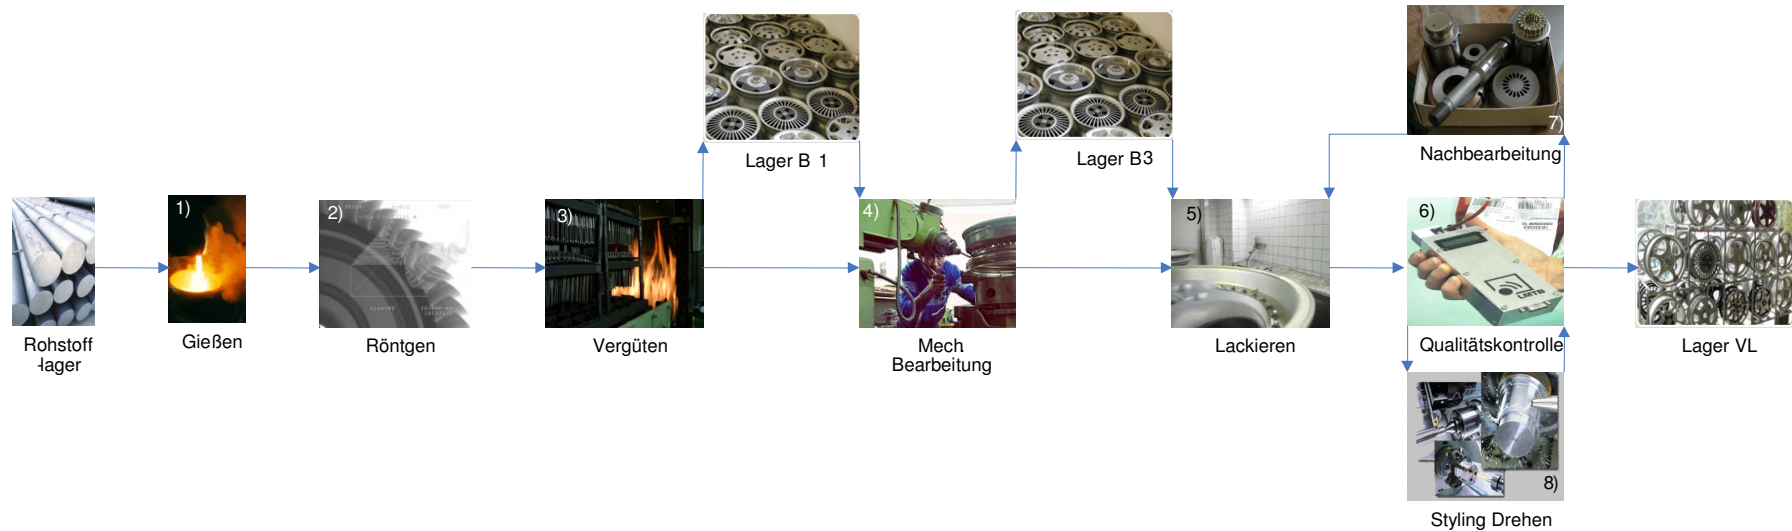 7)
Lager B 1
Lager B3
Nachbearbeitung
1)
2)
3)
4)
5)
6)
LMTB
Rohstoff
-lager
Gießen
Röntgen
Vergüten
Mech
Bearbeitung
Lackieren
Qualitätskontrolle
Lager VL
8)
Styling Drehen